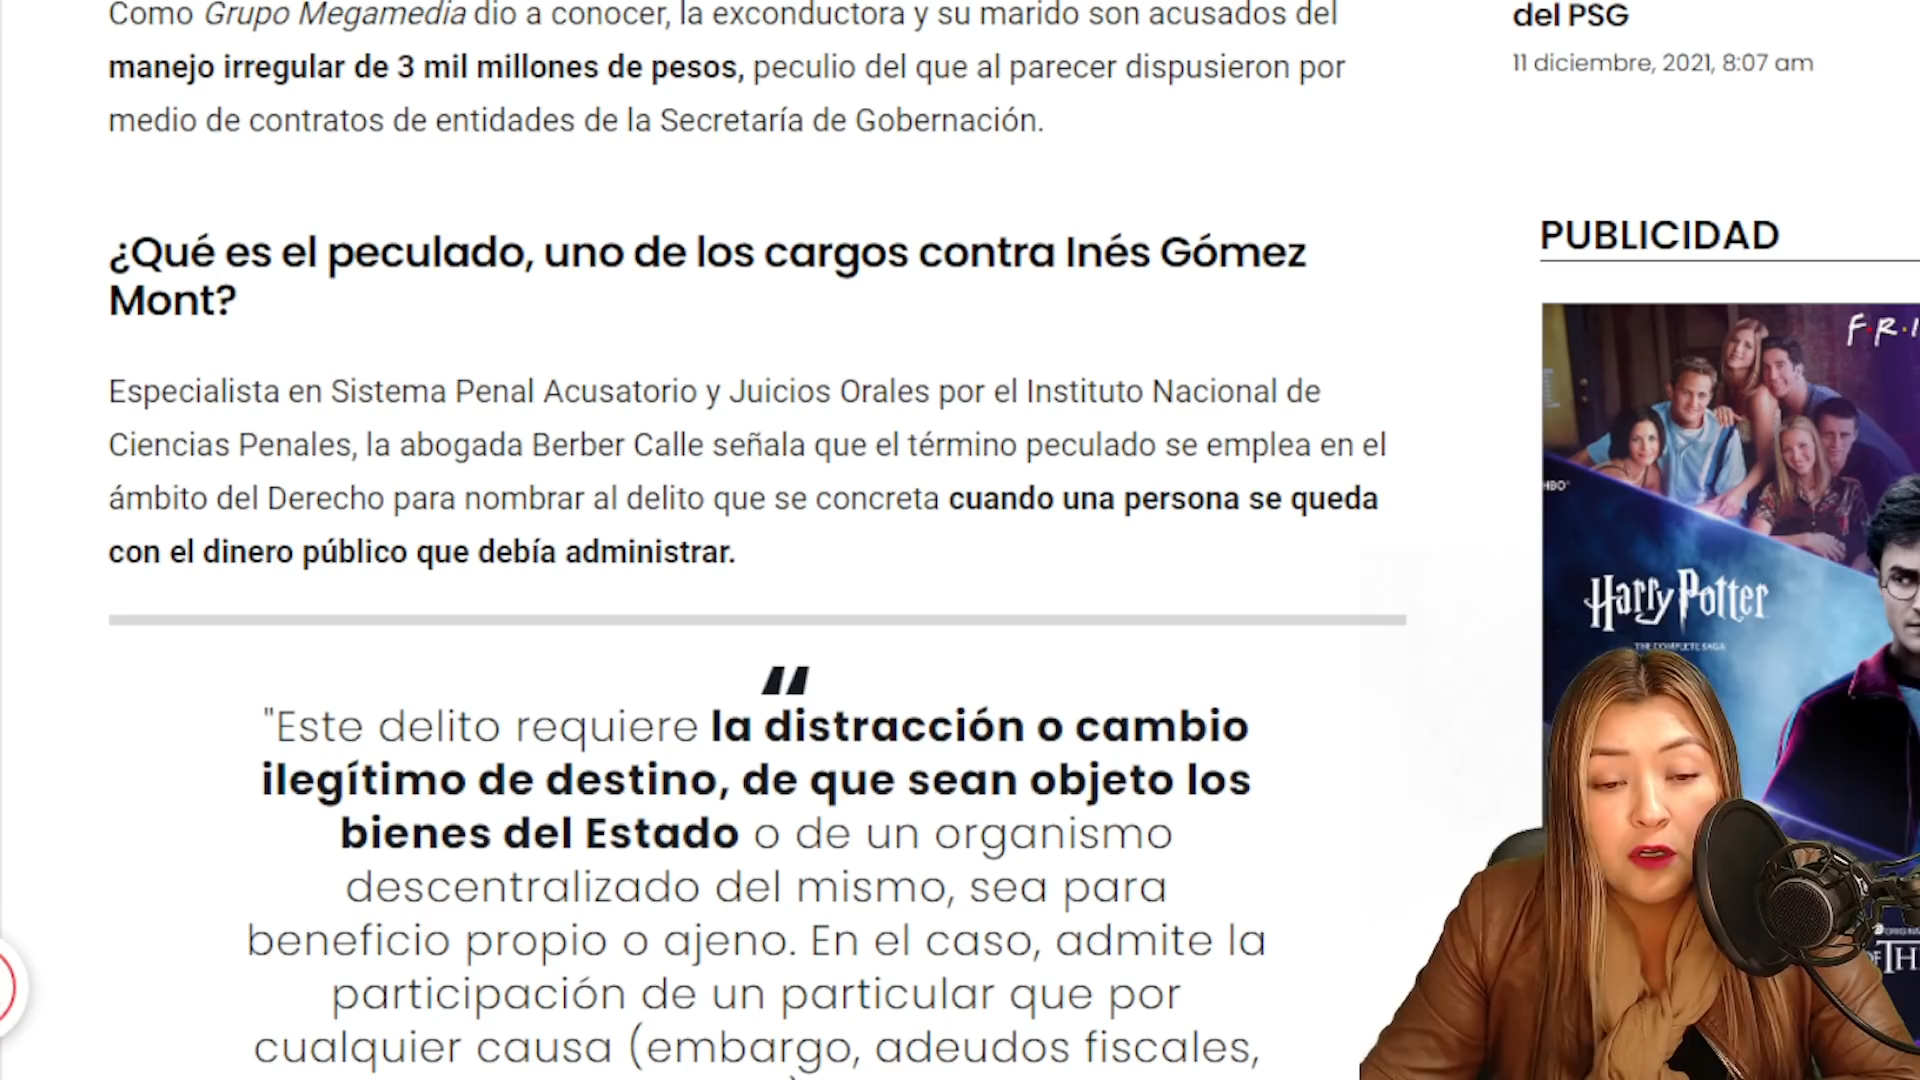 Como Grupo Megamedia dio a conocer, la exconductora y su marido son acusados del
manejo irregular de 3 mil millones de pesos, peculio del que al parecer dispusieron por
medio de contratos de entidades de la Secretaría de Gobernación.
¿Qué es el peculado, uno de los cargos contra Inés Gómez
Mont?
Especialista en Sistema Penal Acusatorio y Juicios Orales por el Instituto Nacional de
Ciencias Penales, la abogada Berber Calle señala que el término peculado se emplea en el
ámbito del Derecho para nombrar al delito que se concreta cuando una persona se queda
con el dinero público que debía administrar.
"Este delito requiere la distracción o cambio
ilegítimo de destino, de que sean objeto los
bienes del Estado o de un organismo
descentralizado del mismo, sea para
beneficio propio o ajeno. En el caso, admite la
participación de un particular que por
cualquier causa (embargo, adeudos fiscales,
del PSG
11 diciembre, 2021, 8:07 am
PUBLICIDAD
HBO
Harry Potter
THE COMPLETE SAGA